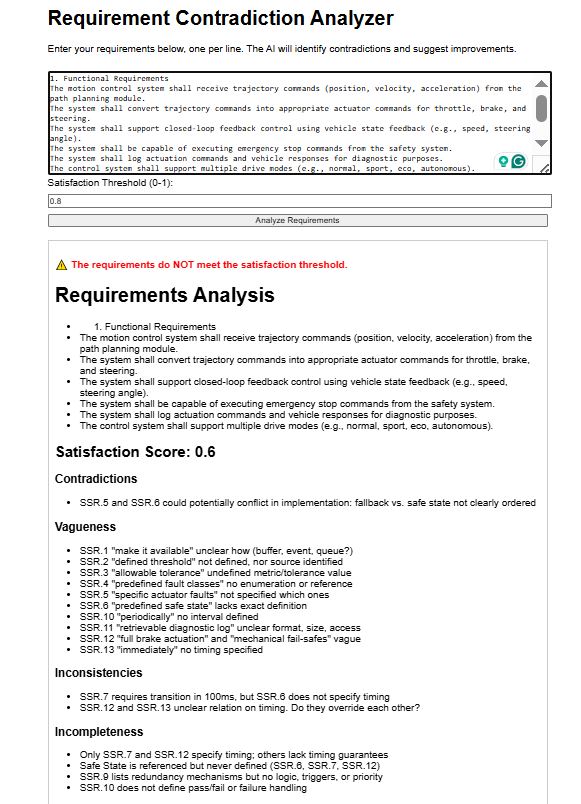 Requirement Contradiction Analyzer
Enter your requirements below, one per line. The AI will identify contradictions and suggest improvements.
1. Functional Requirements
The motion control system shall receive trajectory commands (position, velocity, acceleration) from the
path planning module.
The system shall convert trajectory commands into appropriate actuator commands for throttle, brake, and
steering.
The system shall support closed-loop feedback control using vehicle state feedback (e.g., speed, steering
angle).
The system shall be capable of executing emergency stop commands from the safety system.
The system shall log actuation commands and vehicle responses for diagnostic purposes.
The control system shall support multiple drive modes (e.g., normal, sport, eco, autonomous).
Satisfaction Threshold (0-1):
0.8
Analyze Requirements
The requirements do NOT meet the satisfaction threshold.
Requirements Analysis
• 1. Functional Requirements
• The motion control system shall receive trajectory commands (position, velocity, acceleration) from the
path planning module.
• The system shall convert trajectory commands into appropriate actuator commands for throttle, brake,
and steering.
• The system shall support closed-loop feedback control using vehicle state feedback (e.g., speed,
steering angle).
• The system shall be capable of executing emergency stop commands from the safety system.
• The system shall log actuation commands and vehicle responses for diagnostic purposes.
• The control system shall support multiple drive modes (e.g., normal, sport, eco, autonomous).
Satisfaction Score: 0.6
Contradictions
• SSR.5 and SSR.6 could potentially conflict in implementation: fallback vs. safe state not clearly ordered
Vagueness
• SSR.1 "make it available" unclear how (buffer, event, queue?)
• SSR.2 "defined threshold" not defined, nor source identified
• SSR.3 "allowable tolerance" undefined metric/tolerance value
• SSR.4 "predefined fault classes" no enumeration or reference
• SSR.5 "specific actuator faults" not specified which ones
• SSR.6 "predefined safe state" lacks exact definition
• SSR.10 "periodically" no interval defined
• SSR.11 "retrievable diagnostic log" unclear format, size, access
• SSR.12 "full brake actuation" and "mechanical fail-safes" vague
• SSR.13 "immediately" no timing specified
Inconsistencies
• SSR.7 requires transition in 100ms, but SSR.6 does not specify timing
• SSR.12 and SSR.13 unclear relation on timing. Do they override each other?
Incompleteness
• Only SSR.7 and SSR.12 specify timing; others lack timing guarantees
• Safe State is referenced but never defined (SSR.6, SSR.7, SSR.12)
• SSR.9 lists redundancy mechanisms but no logic, triggers, or priority
• SSR.10 does not define pass/fail or failure handling